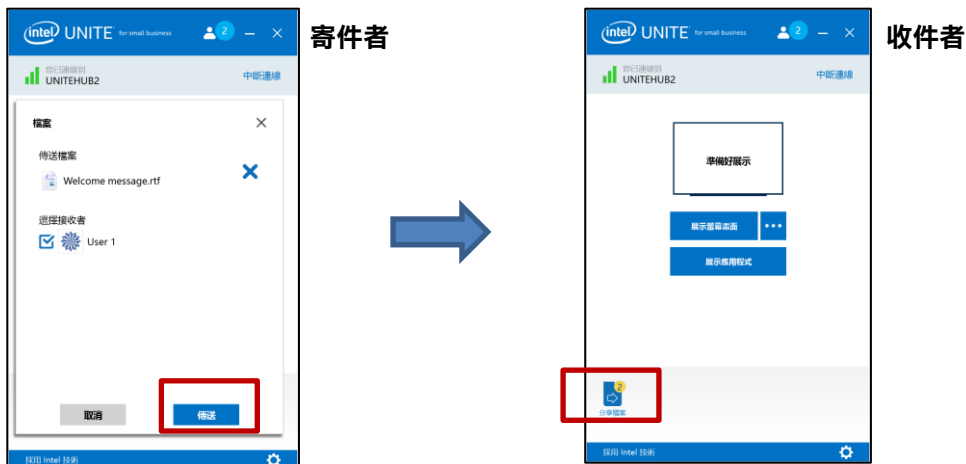 寄件者
intel UNITE for small business 2
您已連線到
UNITEHUB2
中斷連線
檔案
傳送檔案
Welcome message.rtf
選擇接收者
User 1
取消
傳送
採用 Intel 技術
收件者
intel UNITE for small business 2
您已連線到
UNITEHUB2
中斷連線
準備好展示
展示螢幕畫面
展示應用程式
2
分享檔案
採用 Intel 技術